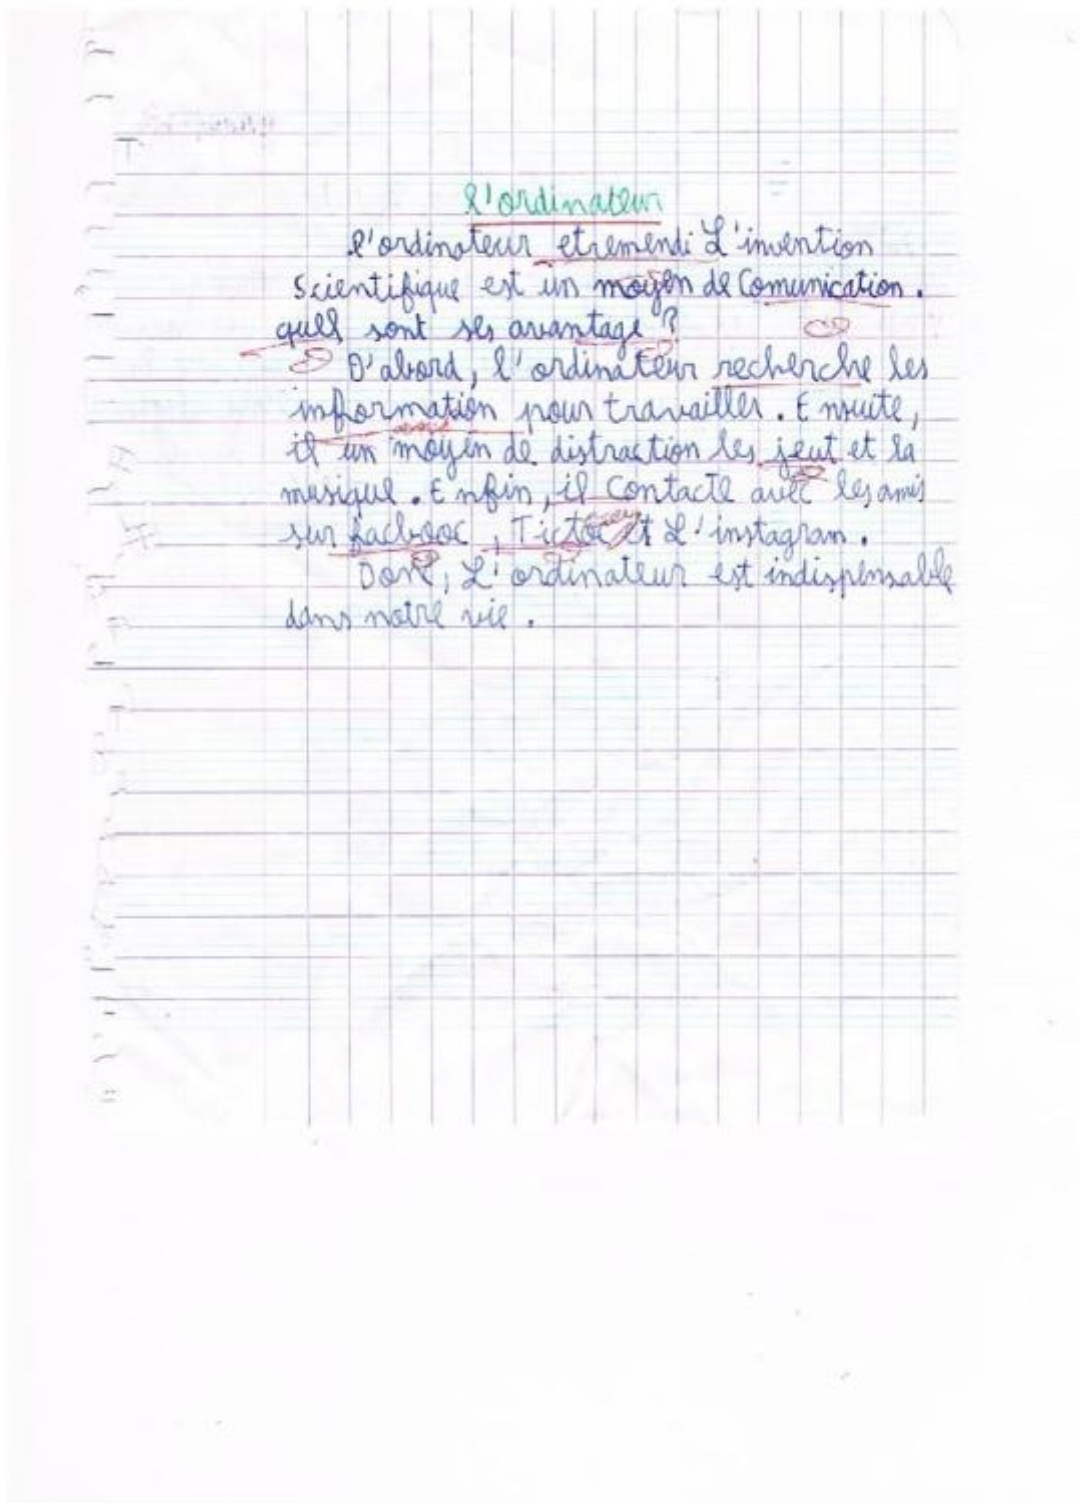 l'ordinateur
l'ordinateur etremendi L'invention
Scientifique est un moyen de Comunication.
quell sont ses avantage ?
D'abord, l'ordinateur recherche les
information pour travailler. Ensuite,
il un moyen de distraction les jeut et la
musique. Enfin, il Contacte avec les amis
sur facbooc, Tictoc et L'instagram.
Donc, L'ordinateur est indispensable
dans notre vie.